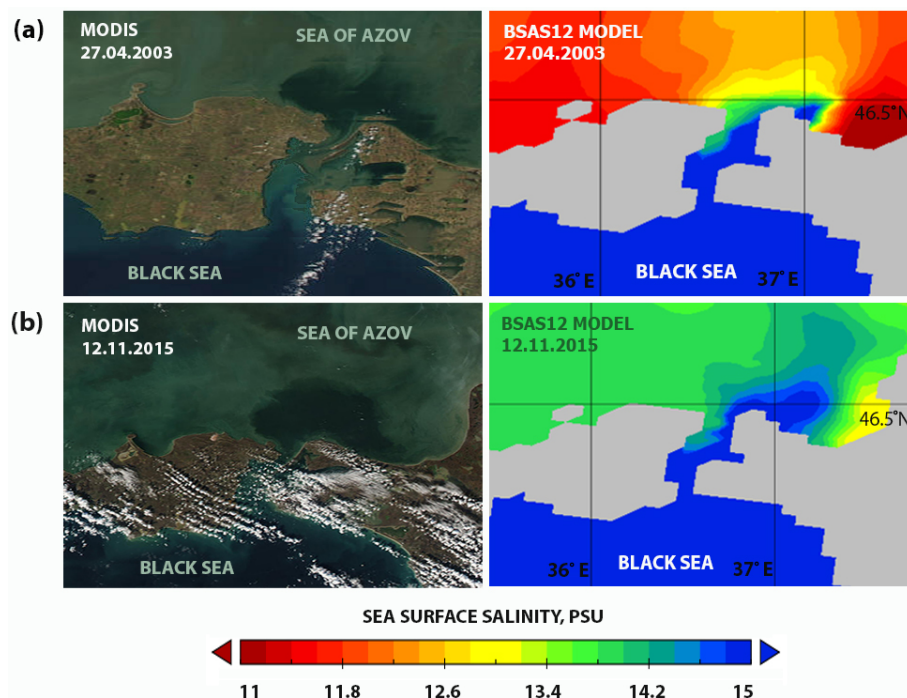 (a)
MODIS
27.04.2003
SEA OF AZOV
BLACK SEA
BSAS12 MODEL
27.04.2003
46.5°N
36° E
BLACK SEA
37° E
(b)
MODIS
12.11.2015
SEA OF AZOV
BLACK SEA
BSAS12 MODEL
12.11.2015
46.5°N
36° E
BLACK SEA
37° E
SEA SURFACE SALINITY, PSU
11 11.8 12.6 13.4 14.2 15